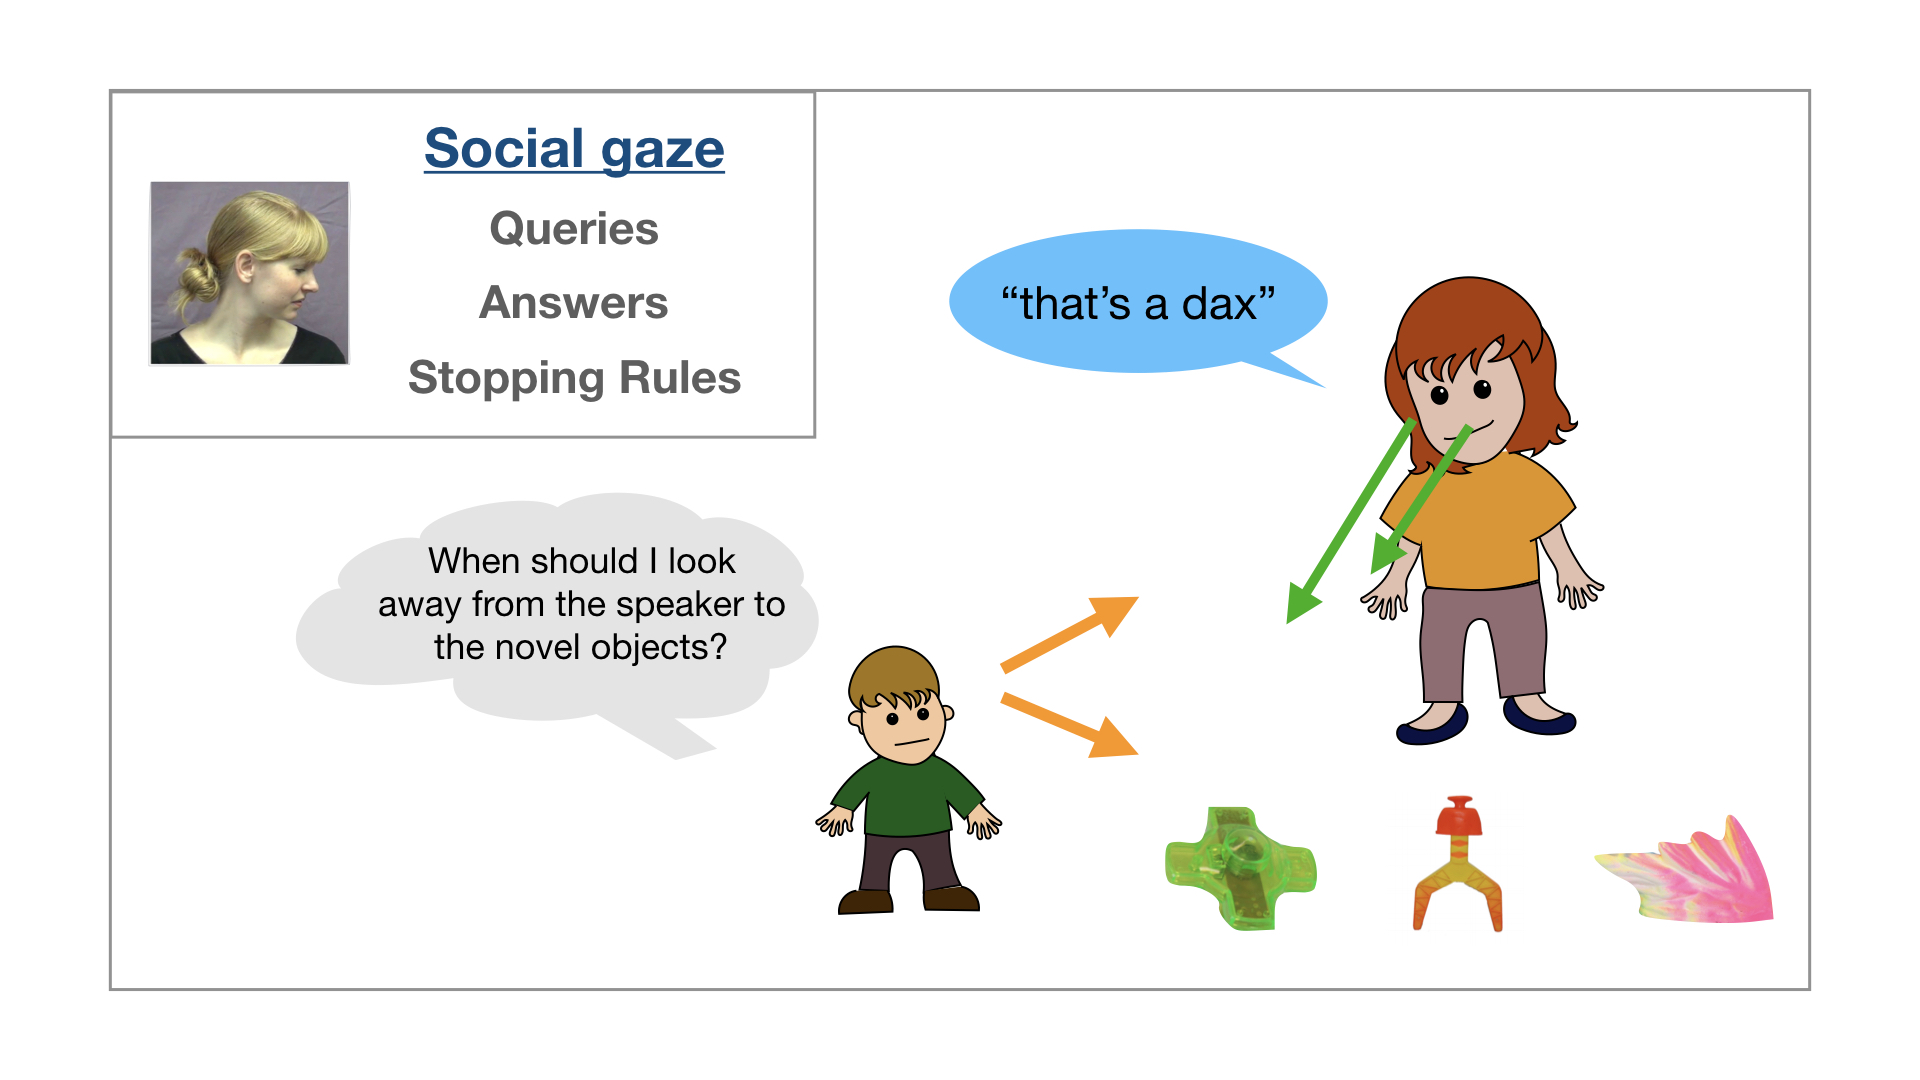 Social gaze
Queries
Answers
Stopping Rules
“that’s a dax”
When should I look
away from the speaker to
the novel objects?